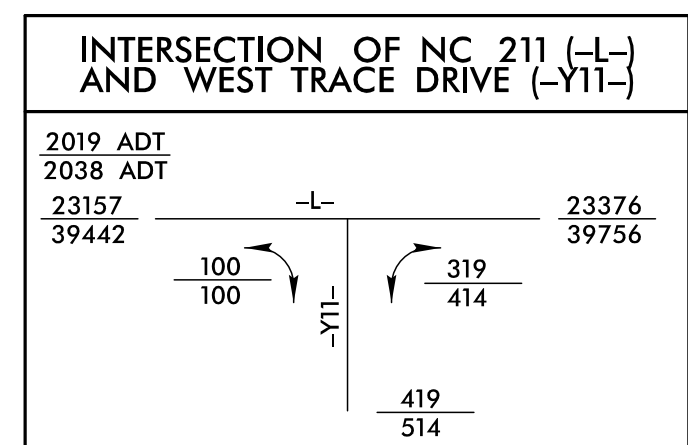 INTERSECTION OF NC 211 (–L–)
AND WEST TRACE DRIVE (–Y11–)
2019 ADT
2038 ADT
23157
39442
–L–
23376
39756
100
100
–Y11–
319
414
419
514